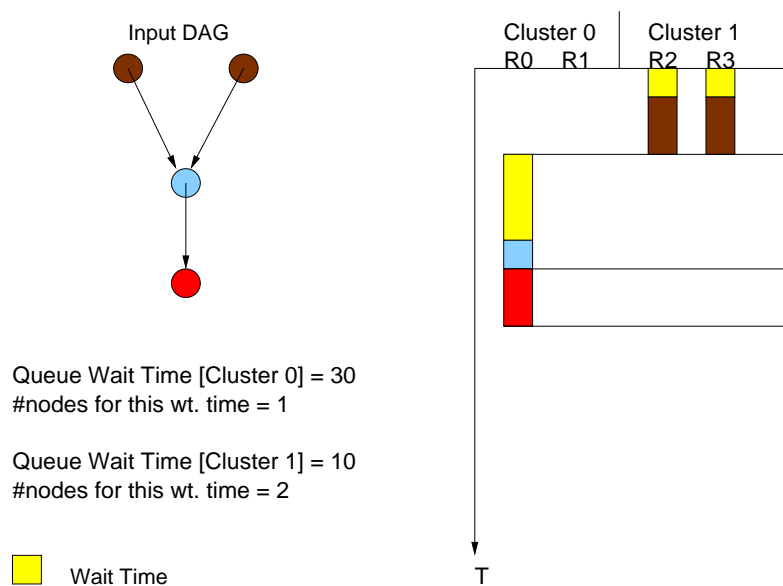 Input DAG
Cluster 0 Cluster 1
R0 R1 R2 R3
Queue Wait Time [Cluster 0] = 30
#nodes for this wt. time = 1
Queue Wait Time [Cluster 1] = 10
#nodes for this wt. time = 2
Wait Time
T